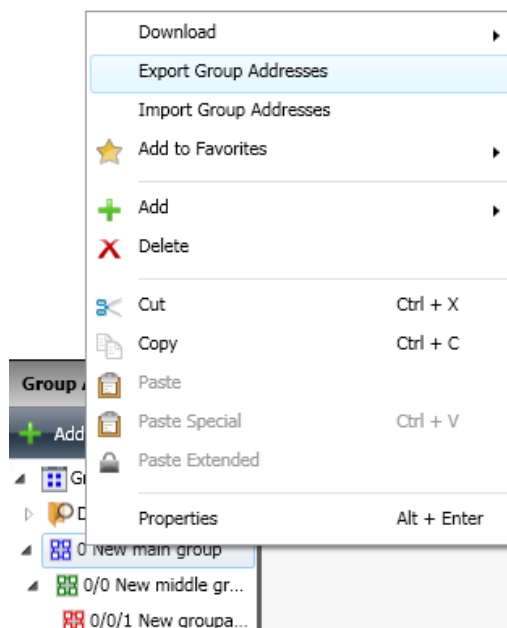 Download
Export Group Addresses
Import Group Addresses
Add to Favorites
Add
Delete
Cut Ctrl + X
Copy Ctrl + C
Paste
Paste Special Ctrl + V
Paste Extended
Properties Alt + Enter
Group
Add
0 New main group
0/0 New middle gr...
0/0/1 New groupa...